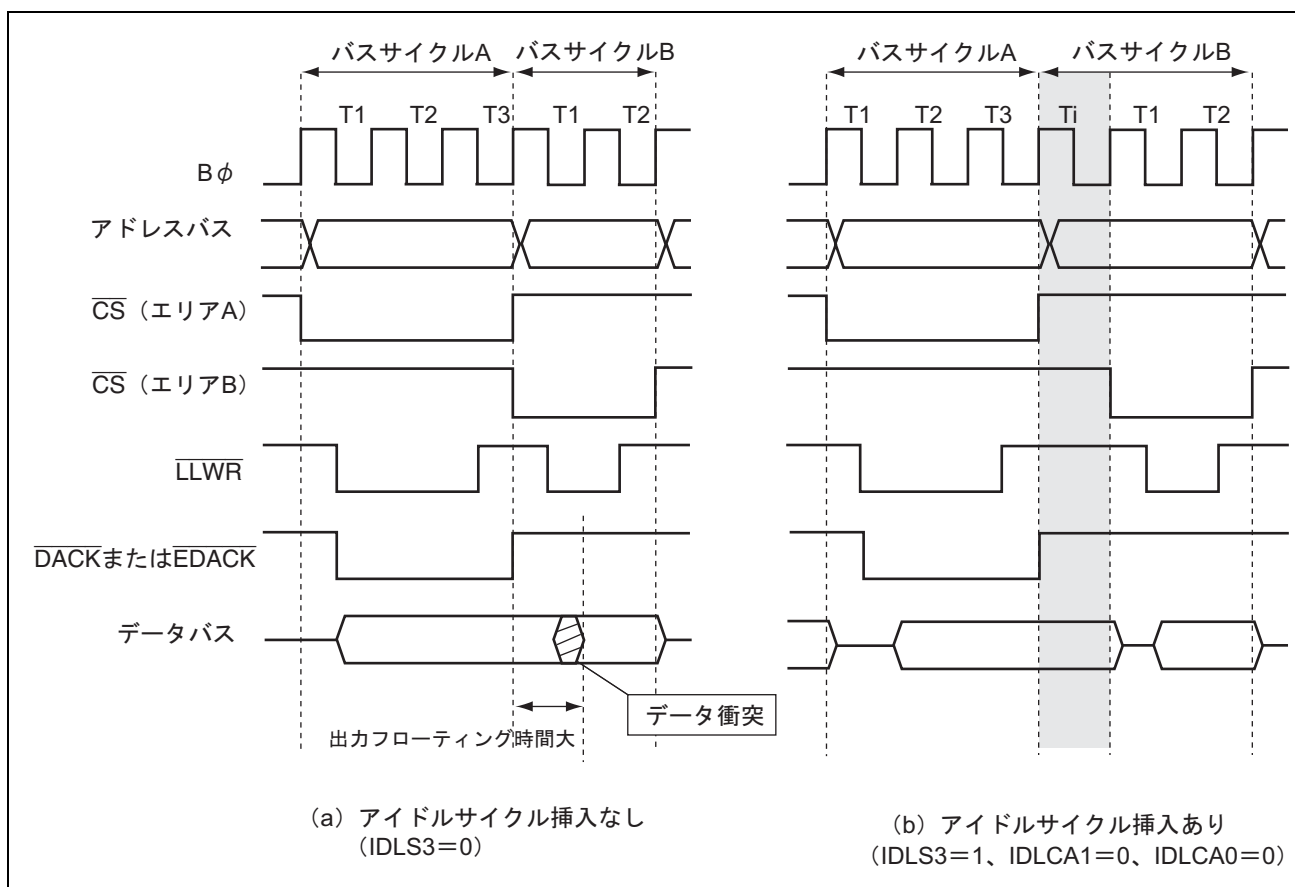 バスサイクルA バスサイクルB バスサイクルA バスサイクルB
T1 T2 T3 T1 T2 T1 T2 T3 Ti T1 T2
Bφ
アドレスバス
CS（エリアA）
CS（エリアB）
LLWR
DACKまたはEDACK
データバス
データ衝突
出力フローティング時間大
（a）アイドルサイクル挿入なし
（IDLS3＝0）
（b）アイドルサイクル挿入あり
（IDLS3＝1、IDLCA1＝0、IDLCA0＝0）